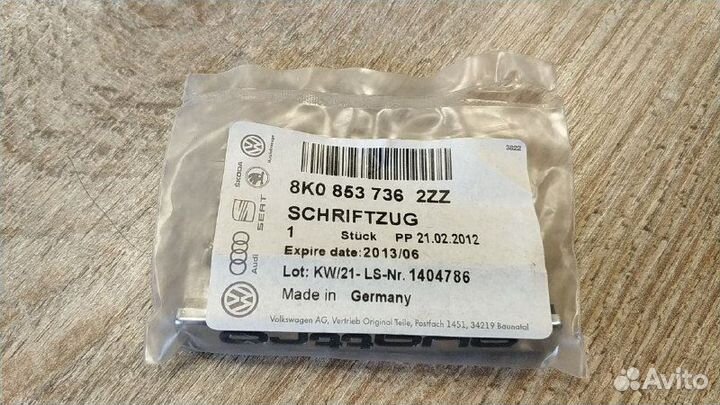 3822
8K0 853 736 2ZZ
SCHRIFTZUG
1 Stück PP 21.02.2012
Expire date: 2013/06
Lot: KW/21- LS-Nr. 1404786
Made in Germany
Volkswagen AG, Vertrieb Original Teile, Postfach 1451, 34219 Baunatal
ŠKODA
SEAT
Audi
quattro
Avito